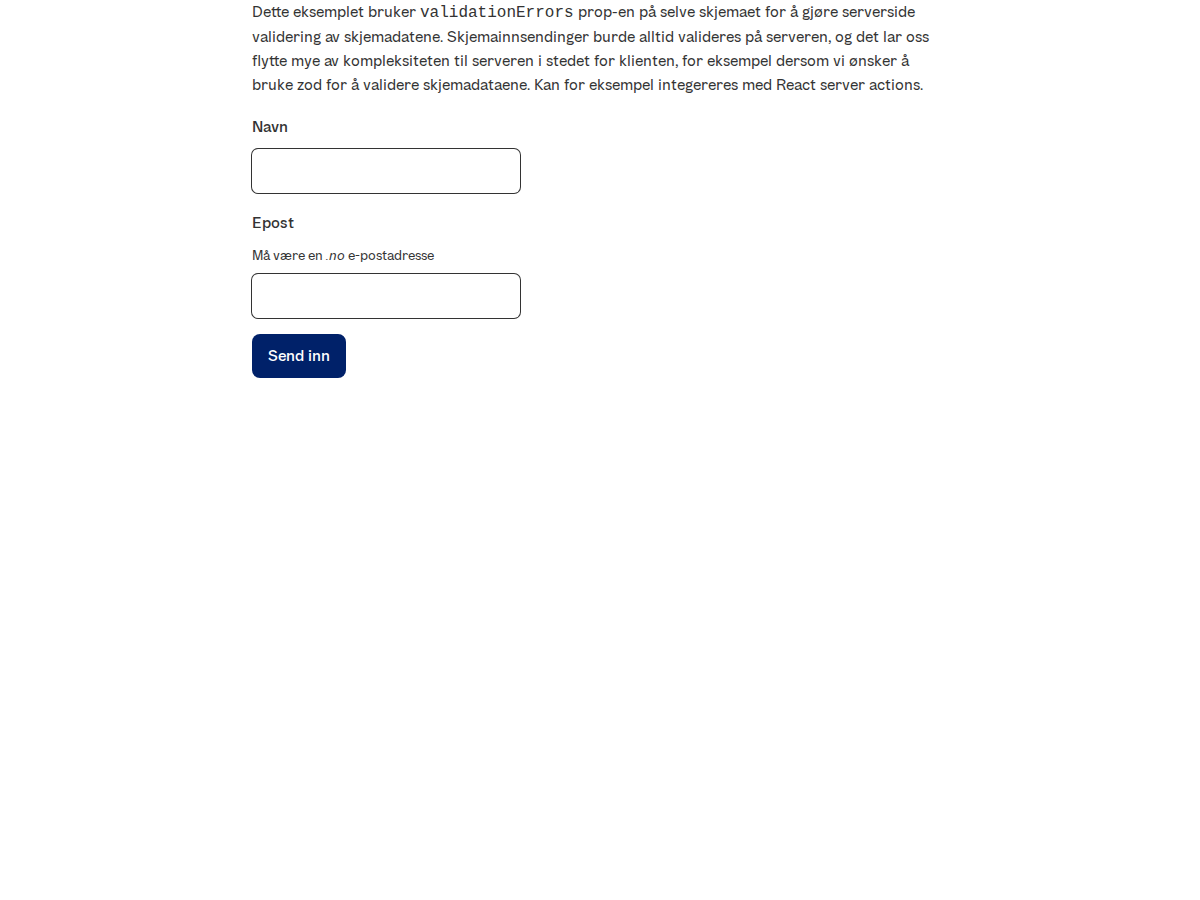 Dette eksemplet bruker validationErrors prop-en på selve skjemaet for å gjøre serverside
validering av skjemadatene. Skjemainnsendinger burde alltid valideres på serveren, og det lar oss
flytte mye av kompleksiteten til serveren i stedet for klienten, for eksempel dersom vi ønsker å
bruke zod for å validere skjemadataene. Kan for eksempel integereres med React server actions.
Navn
Epost
Må være en .no e-postadresse
Send inn